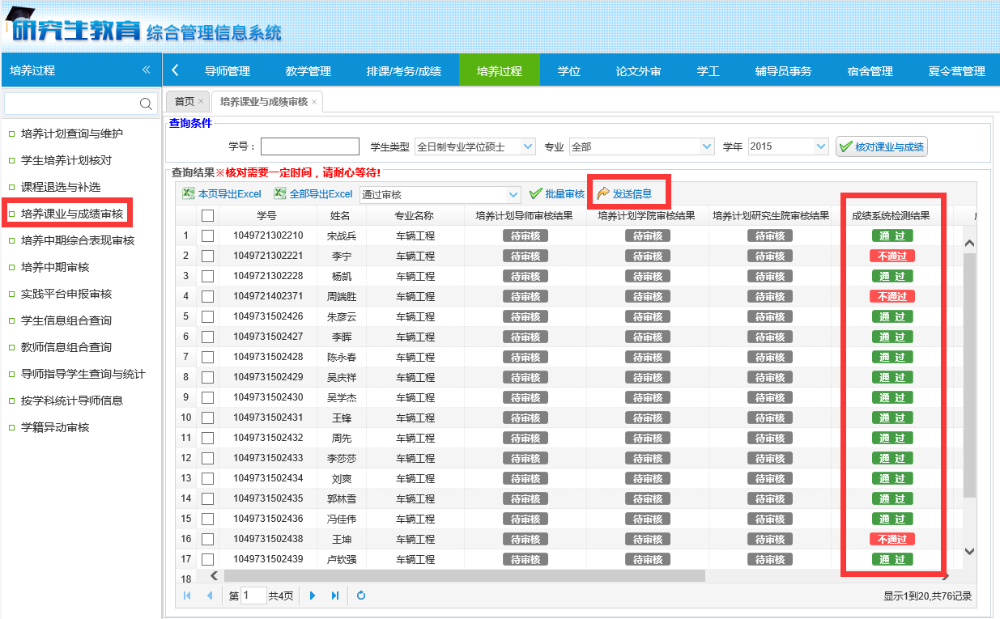 研究生教育 综合管理信息系统
培养过程 « 导师管理 教学管理 排课/考务/成绩 培养过程 学位 论文外审 学工 辅导员事务 宿舍管理 夏令营管理
首页 × 培养课业与成绩审核 ×
培养计划查询与维护
学生培养计划核对
课程退选与补选
培养课业与成绩审核
培养中期综合表现审核
培养中期审核
实践平台申报审核
学生信息组合查询
教师信息组合查询
导师指导学生查询与统计
按学科统计导师信息
学籍异动审核
查询条件
学号： 学生类型 全日制专业学位硕士 专业 全部 学年 2015 核对课业与成绩
查询结果※核对需要一定时间，请耐心等待!
本页导出Excel 全部导出Excel 通过审核 批量审核 发送信息
学号 姓名 专业名称 培养计划导师审核结果 培养计划学院审核结果 培养计划研究生院审核结果 成绩系统检测结果
1 1049721302210 宋战兵 车辆工程 待审核 待审核 待审核 通 过
2 1049721302221 李宁 车辆工程 待审核 待审核 待审核 不通过
3 1049721302228 杨凯 车辆工程 待审核 待审核 待审核 通 过
4 1049721402371 周 胜 车辆工程 待审核 待审核 待审核 不通过
5 1049731502426 朱彦云 车辆工程 待审核 待审核 待审核 通 过
6 1049731502427 李晖 车辆工程 待审核 待审核 待审核 通 过
7 1049731502428 陈永春 车辆工程 待审核 待审核 待审核 通 过
8 1049731502429 吴庆祥 车辆工程 待审核 待审核 待审核 通 过
9 1049731502430 吴学杰 车辆工程 待审核 待审核 待审核 通 过
10 1049731502431 王锋 车辆工程 待审核 待审核 待审核 通 过
11 1049731502432 周先 车辆工程 待审核 待审核 待审核 通 过
12 1049731502433 李莎莎 车辆工程 待审核 待审核 待审核 通 过
13 1049731502434 刘爽 车辆工程 待审核 待审核 待审核 通 过
14 1049731502435 郭林雪 车辆工程 待审核 待审核 待审核 通 过
15 1049731502436 冯佳伟 车辆工程 待审核 待审核 待审核 通 过
16 1049731502438 王坤 车辆工程 待审核 待审核 待审核 不通过
17 1049731502439 卢钦强 车辆工程 待审核 待审核 待审核 通 过
18
第 1 共4页 显示1到20,共76记录